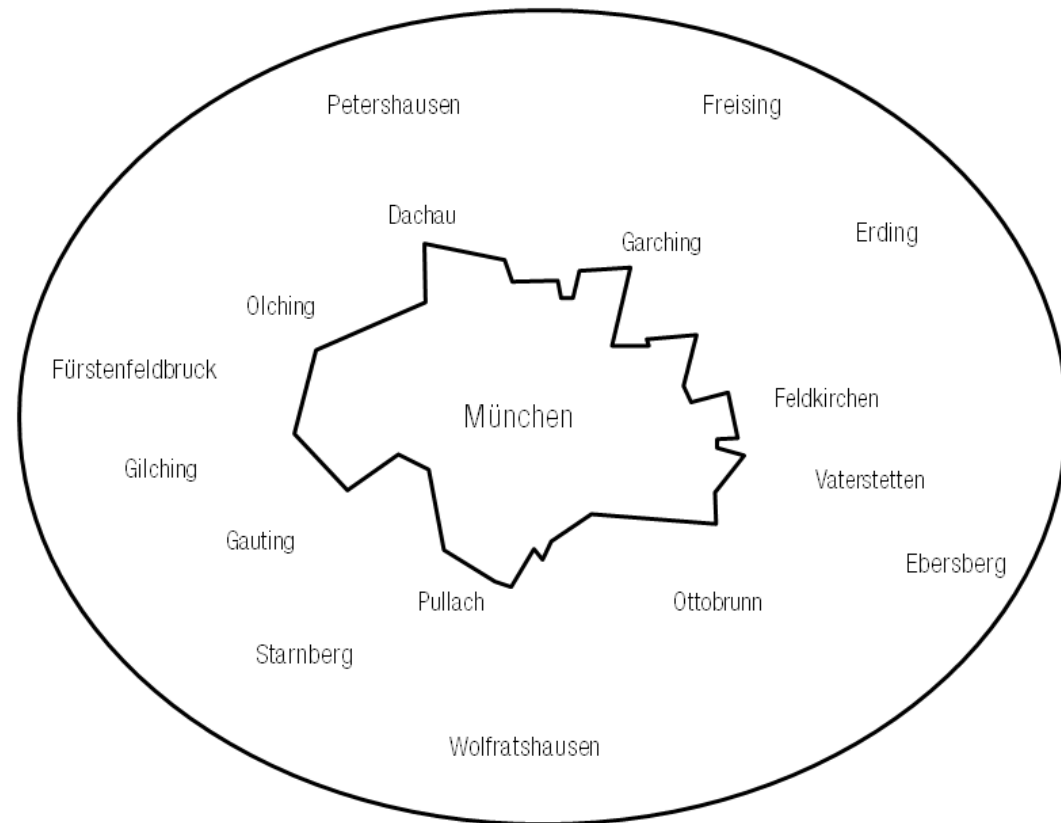 Petershausen
Freising
Dachau
Garching
Erding
Olching
Fürstenfeldbruck
München
Feldkirchen
Gilching
Vaterstetten
Gauting
Ebersberg
Pullach
Ottobrunn
Starnberg
Wolfratshausen